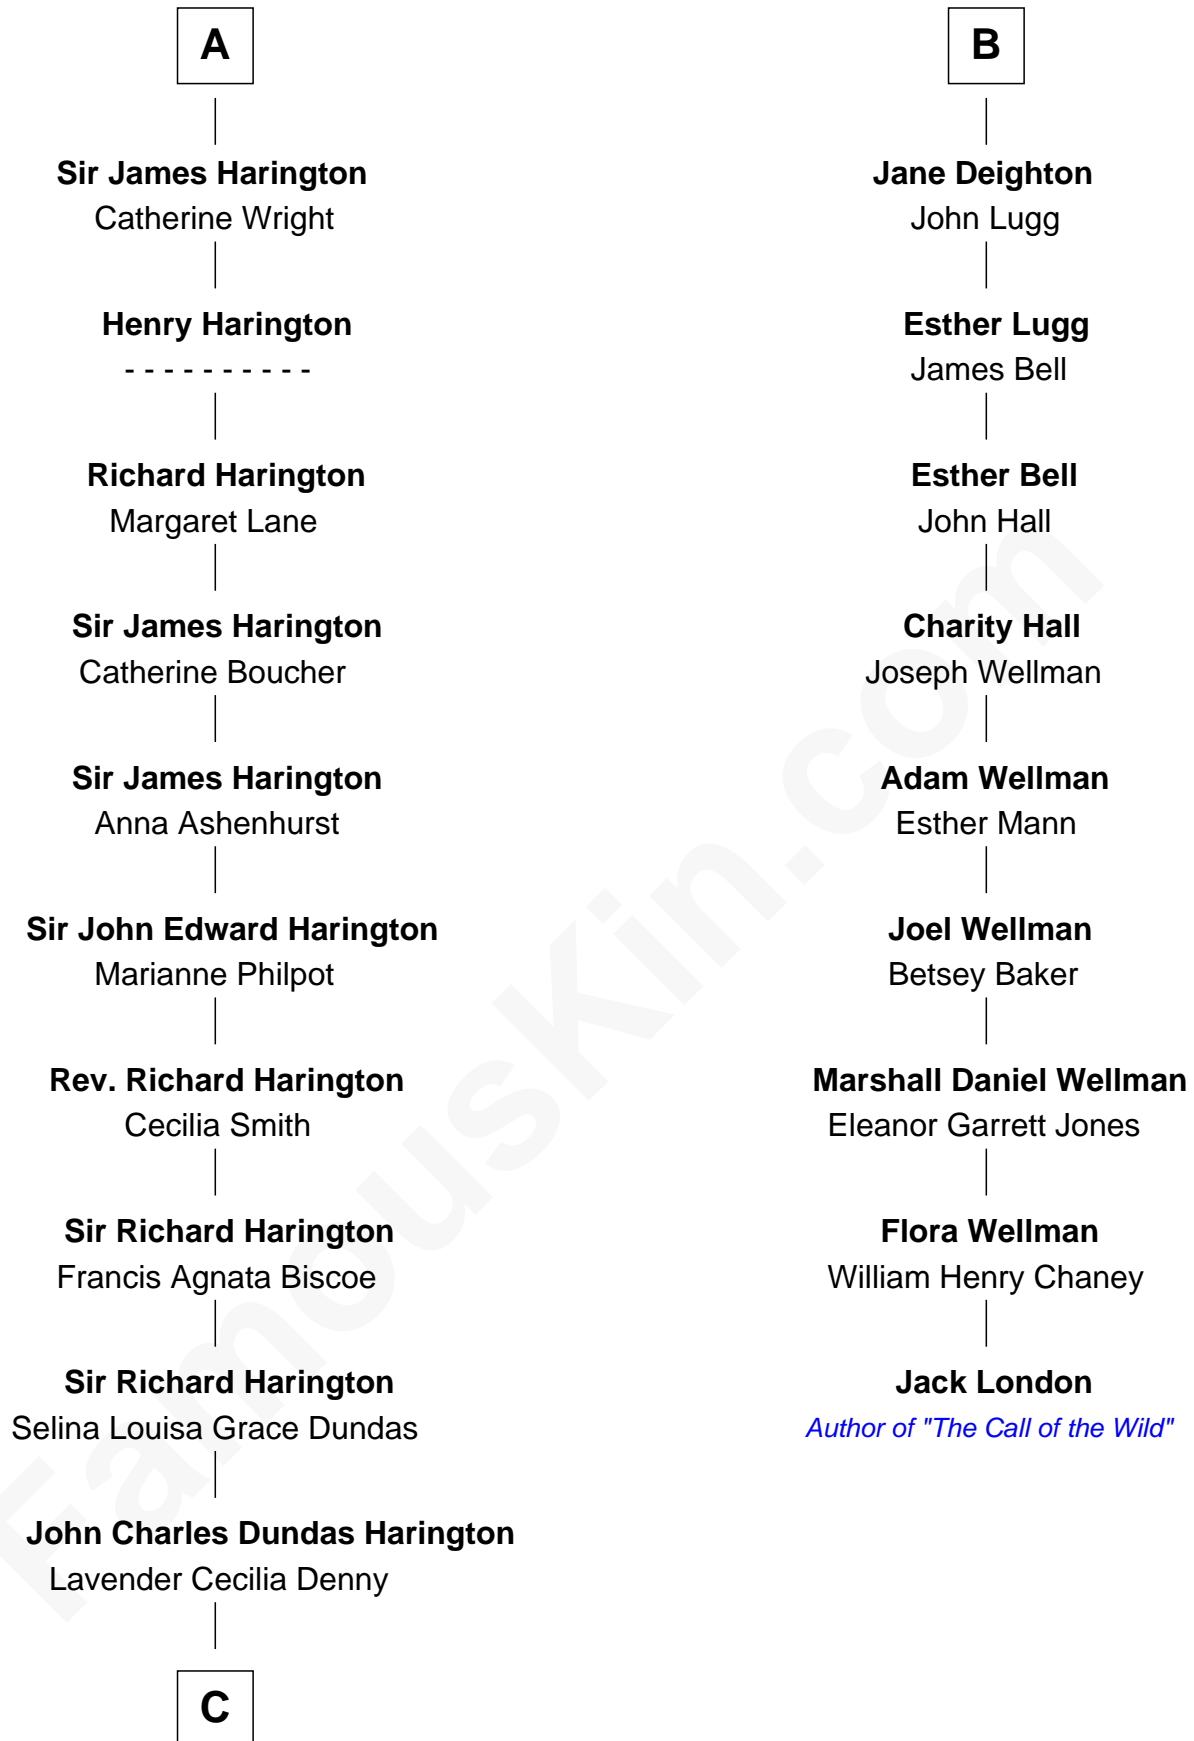 A
Sir James Harington
Catherine Wright
Henry Harington
- - - - - - - - - -
Richard Harington
Margaret Lane
Sir James Harington
Catherine Boucher
Sir James Harington
Anna Ashenhurst
Sir John Edward Harington
Marianne Philpot
Rev. Richard Harington
Cecilia Smith
Sir Richard Harington
Francis Agnata Biscoe
Sir Richard Harington
Selina Louisa Grace Dundas
John Charles Dundas Harington
Lavender Cecilia Denny
C
B
Jane Deighton
John Lugg
Esther Lugg
James Bell
Esther Bell
John Hall
Charity Hall
Joseph Wellman
Adam Wellman
Esther Mann
Joel Wellman
Betsey Baker
Marshall Daniel Wellman
Eleanor Garrett Jones
Flora Wellman
William Henry Chaney
Jack London
Author of "The Call of the Wild"
FamousKin.com